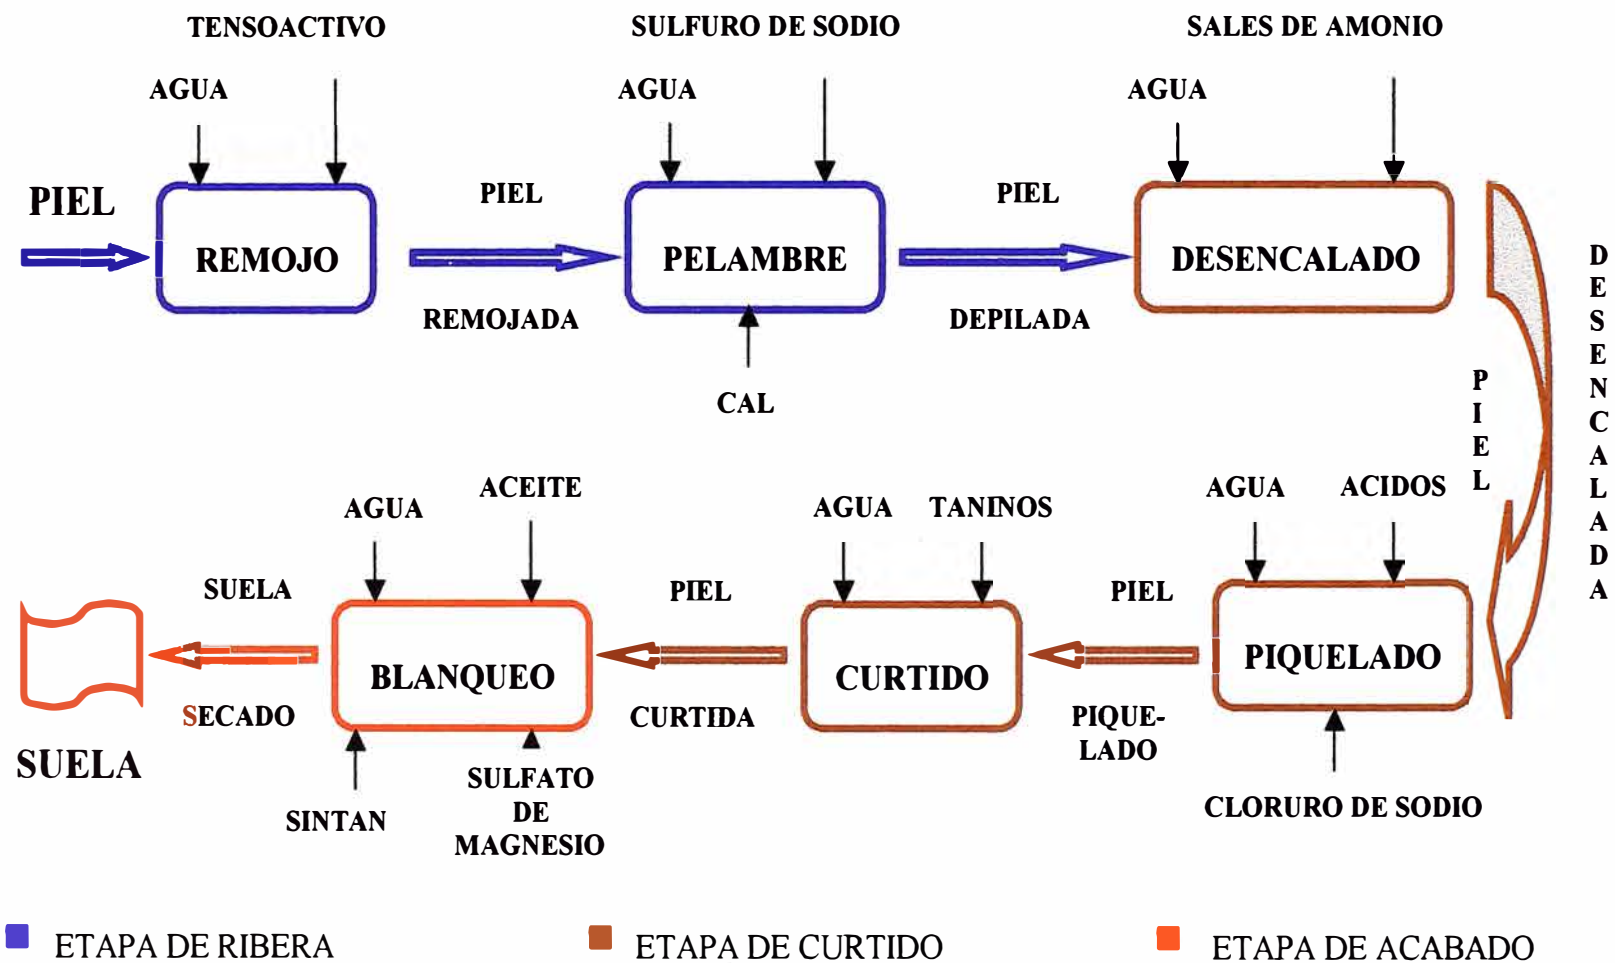 TENSOACTIVO
SULFURO DE SODIO
SALES DE AMONIO
AGUA
AGUA
AGUA
PIEL
REMOJO
PIEL
REMOJADA
PELAMBRE
PIEL
DEPILADA
DESENCALADO
CAL
PIEL
DESENCALADA
AGUA
ACIDOS
PIQUELADO
CLORURO DE SODIO
PIEL
PIQUE-
LADO
AGUA
TANINOS
CURTIDO
PIEL
CURTIDA
AGUA
ACEITE
BLANQUEO
SINTAN
SULFATO
DE
MAGNESIO
SUELA
SECADO
SUELA
ETAPA DE RIBERA
ETAPA DE CURTIDO
ETAPA DE ACABADO